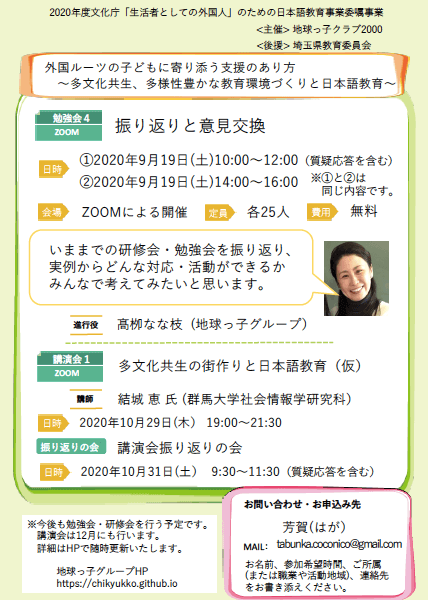 2020年度文化庁「生活者としての外国人」のための日本語教育事業委嘱事業
<主催> 地球っ子クラブ2000
<後援> 埼玉県教育委員会
外国ルーツの子どもに寄り添う支援のあり方
～多文化共生、多様性豊かな教育環境づくりと日本語教育～
勉強会４
ZOOM
振り返りと意見交換
日時
①2020年9月19日(土)10:00～12:00（質疑応答を含む）
②2020年9月19日(土)14:00～16:00
※①と②は
同じ内容です。
会場
ZOOMによる開催
定員
各25人
費用
無料
いままでの研修会・勉強会を振り返り、
実例からどんな対応・活動ができるか
みんなで考えてみたいと思います。
進行役
髙栁なな枝（地球っ子グループ）
講演会１
ZOOM
多文化共生の街作りと日本語教育（仮）
講師
結城 恵 氏 (群馬大学社会情報学研究科)
日時
2020年10月29日(木） 19:00～21:30
振り返りの会
講演会振り返りの会
日時
2020年10月31日(土） 9:30～11:30（質疑応答を含む）
※今後も勉強会・研修会を行う予定です。
講演会は12月にも行います。
詳細はHPで随時更新いたします。
地球っ子グループHP
https://chikyukko.github.io
お問い合わせ・お申込み先
芳賀(はが）
MAIL: tabunka.coconico@gmail.com
お名前、参加希望時間、ご所属
(または職業や活動地域)、連絡先
をお書き添えください。